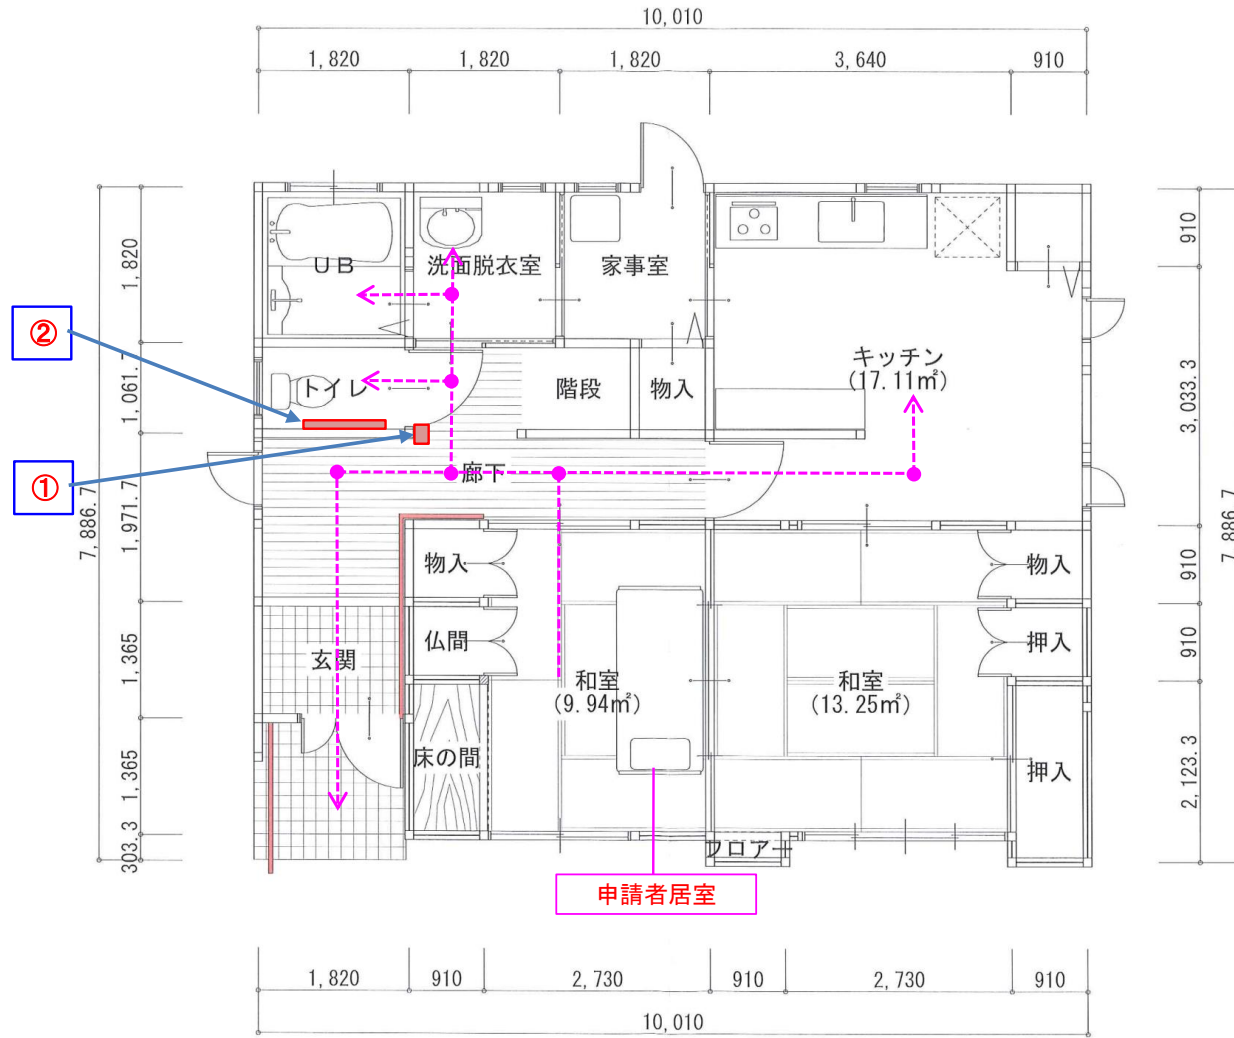 10,010
1,820
1,820
1,820
3,640
910
UB
洗面脱衣室
家事室
キッチン
(17.11㎡)
②
トイレ
階段
物入
①
廊下
物入
仏間
玄関
和室
(9.94㎡)
和室
(13.25㎡)
物入
押入
床の間
押入
フロアー
申請者居室
1,820
1,061.7
1,971.7
1,365
1,365
303.3
7,886.7
910
3,033.3
910
910
2,123.3
7,886.7
1,820
910
2,730
910
2,730
910
10,010